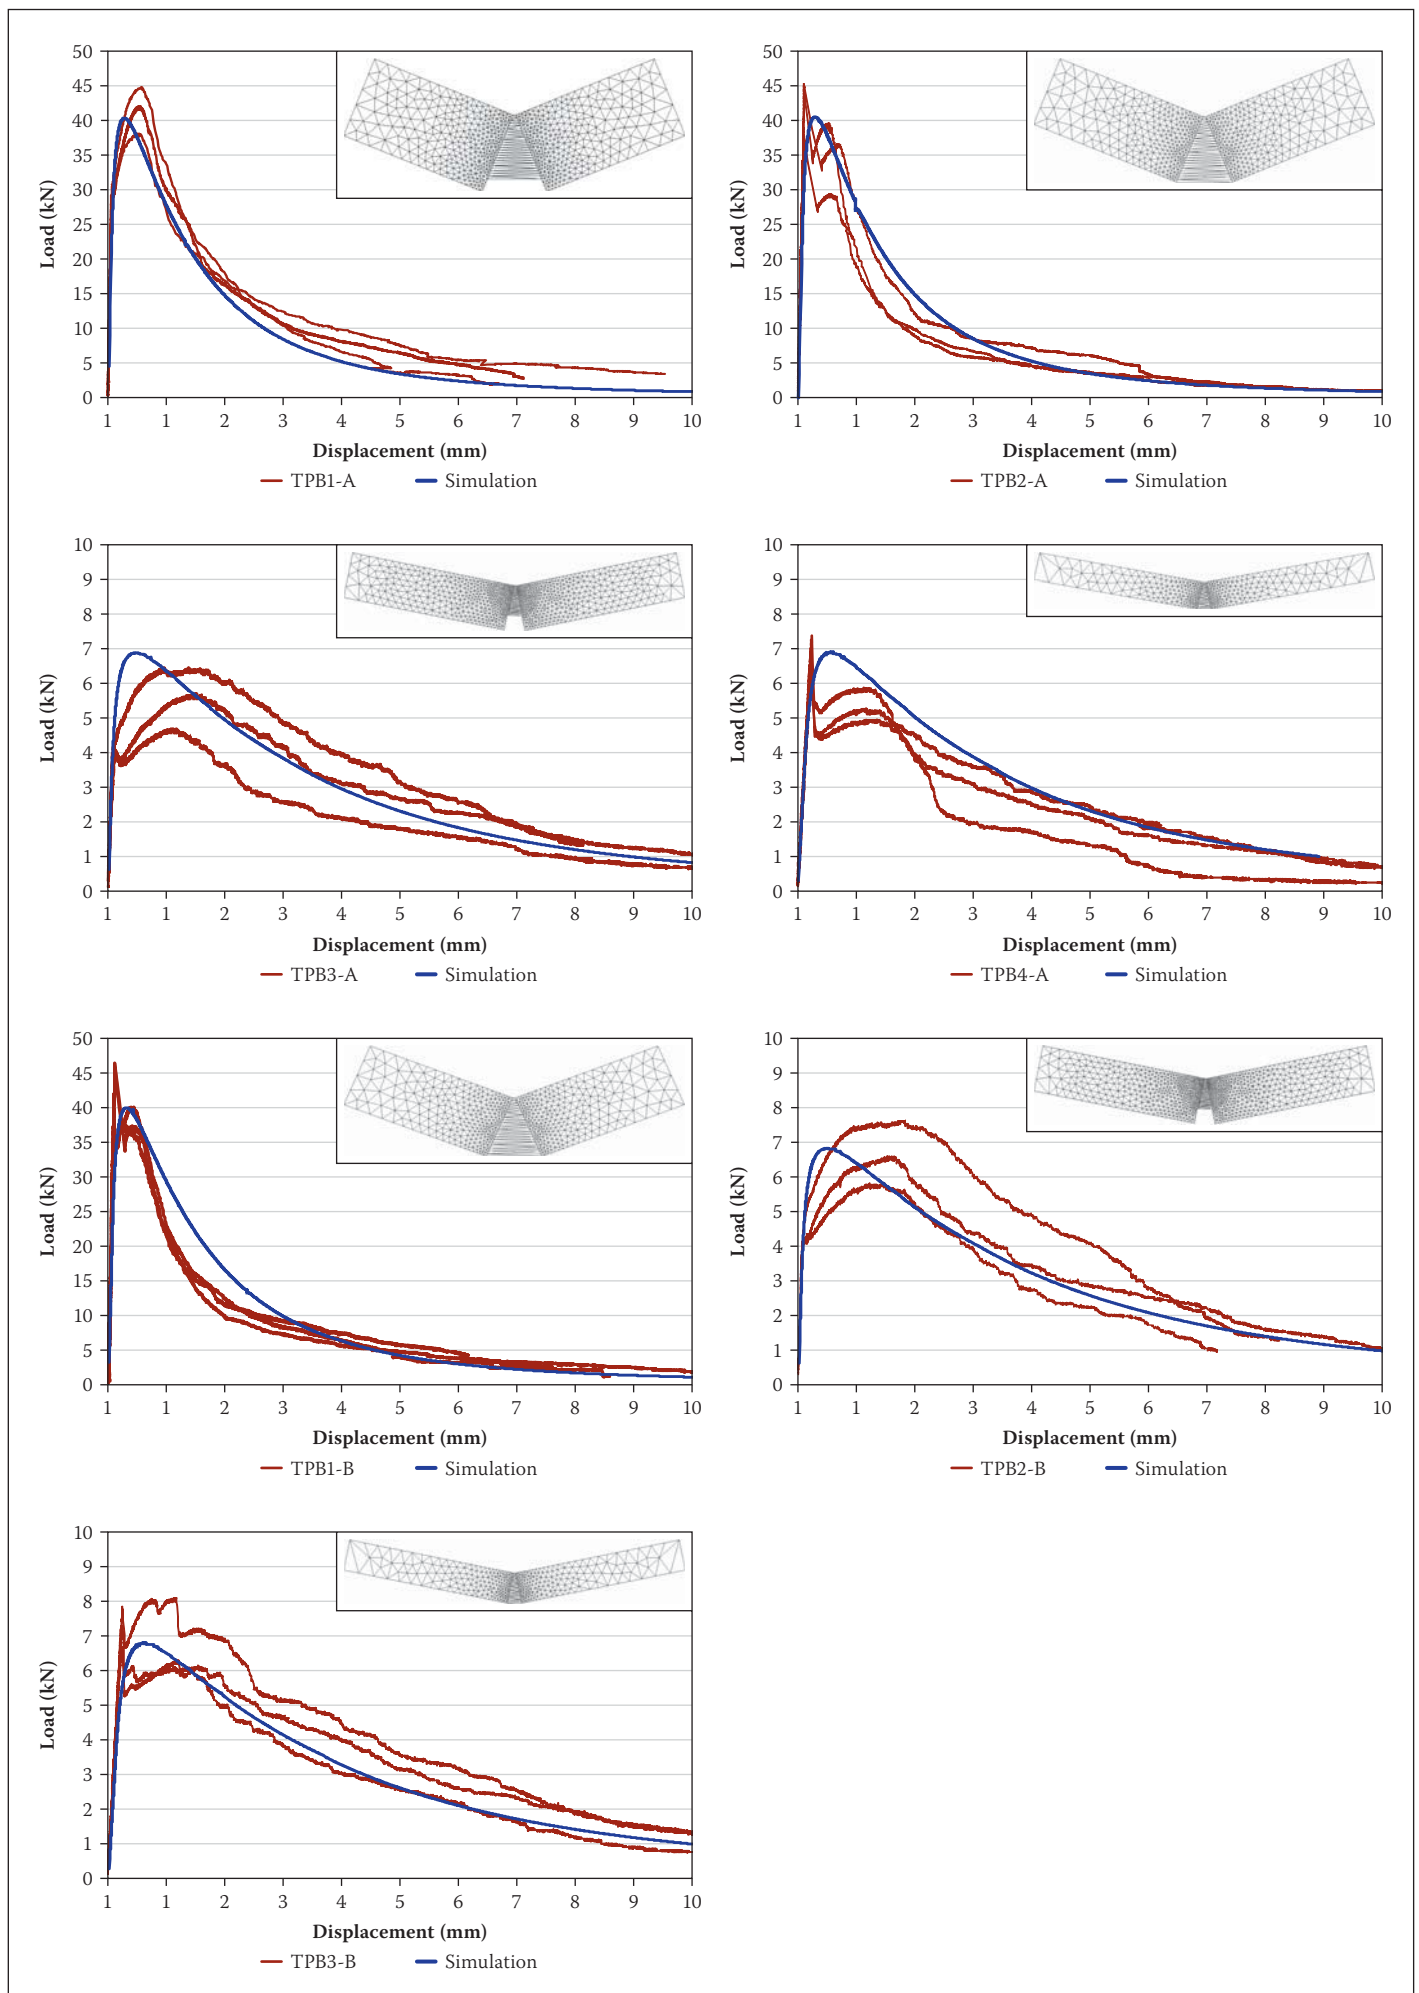 50
45
40
35
30
25
20
15
10
5
0
Load (kN)
1 1 2 3 4 5 6 7 8 9 10
Displacement (mm)
TPB1-A Simulation
50
45
40
35
30
25
20
15
10
5
0
Load (kN)
1 1 2 3 4 5 6 7 8 9 10
Displacement (mm)
TPB2-A Simulation
10
9
8
7
6
5
4
3
2
1
0
Load (kN)
1 1 2 3 4 5 6 7 8 9 10
Displacement (mm)
TPB3-A Simulation
10
9
8
7
6
5
4
3
2
1
0
Load (kN)
1 1 2 3 4 5 6 7 8 9 10
Displacement (mm)
TPB4-A Simulation
50
45
40
35
30
25
20
15
10
5
0
Load (kN)
1 1 2 3 4 5 6 7 8 9 10
Displacement (mm)
TPB1-B Simulation
10
9
8
7
6
5
4
3
2
1
0
Load (kN)
1 1 2 3 4 5 6 7 8 9 10
Displacement (mm)
TPB2-B Simulation
10
9
8
7
6
5
4
3
2
1
0
Load (kN)
1 1 2 3 4 5 6 7 8 9 10
Displacement (mm)
TPB3-B Simulation